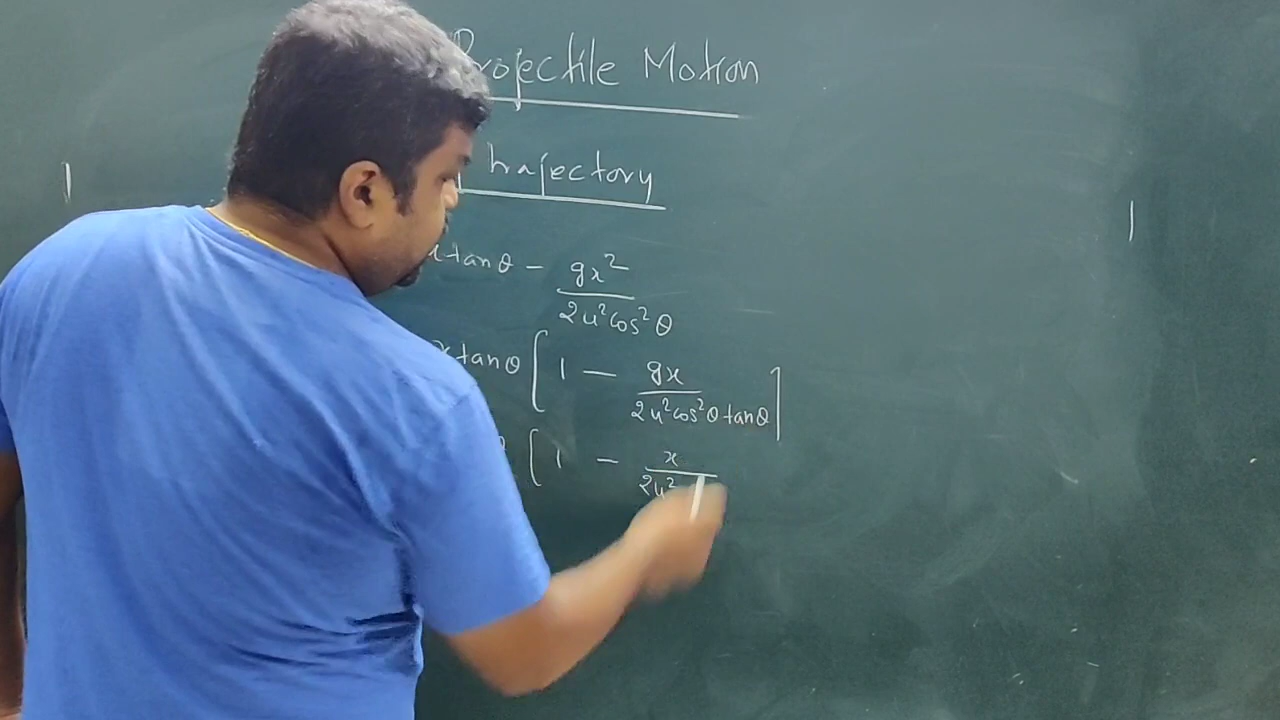 Projectile Motion
trajectory
x tanθ - gx² / 2u²cos²θ
x tanθ [ 1 - gx / 2u²cos²θ tanθ ]
[ 1 - x / 2u²